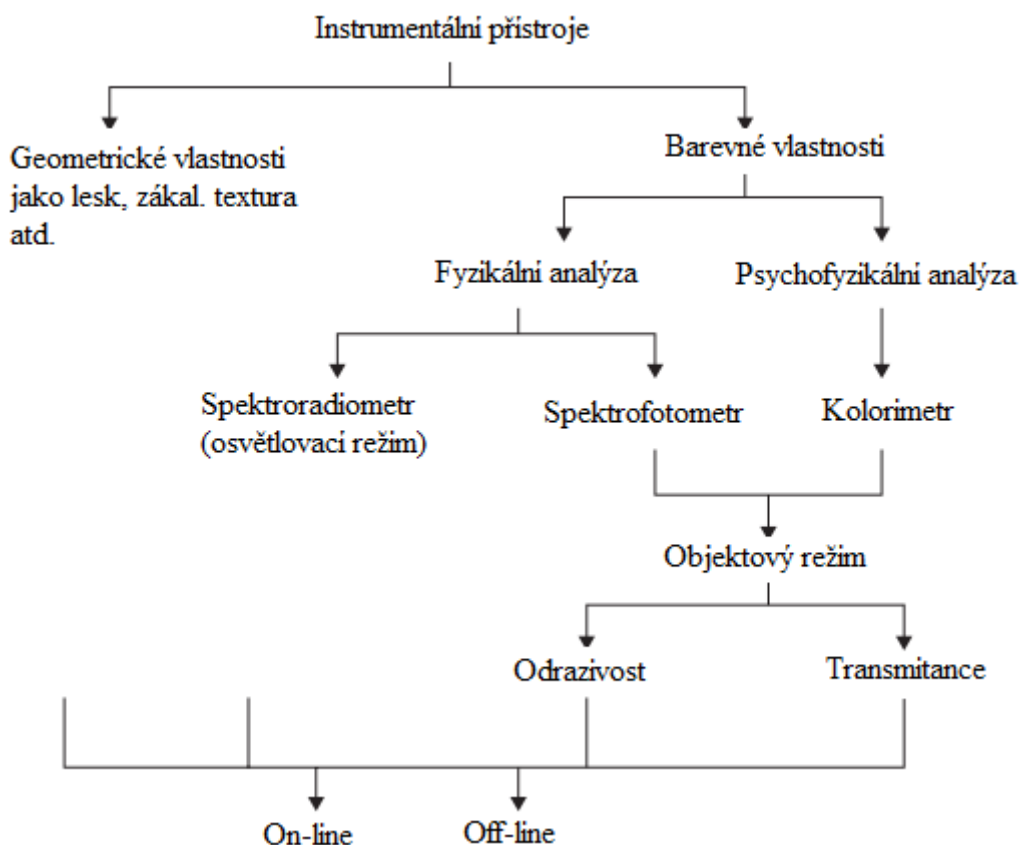 Instrumentální přístroje
Geometrické vlastnosti
jako lesk, zákal. textura
atd.
Barevné vlastnosti
Fyzikální analýza
Psychofyzikální analýza
Spektroradiometr
(osvětlovací režim)
Spektrofotometr
Kolorimetr
Objektový režim
Odrazivost
Transmitance
On-line
Off-line